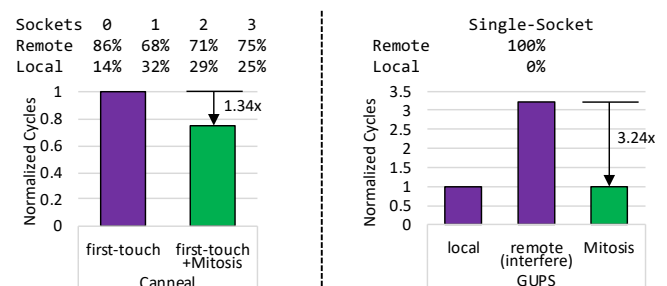 Sockets 0 1 2 3
Remote 86% 68% 71% 75%
Local 14% 32% 29% 25%
Normalized Cycles
1
0.8
0.6
0.4
0.2
0
1.34x
first-touch first-touch
+Mitosis
Canneal
Single-Socket
Remote 100%
Local 0%
Normalized Cycles
3.5
3
2.5
2
1.5
1
0.5
0
3.24x
local remote Mitosis
(interfere)
GUPS